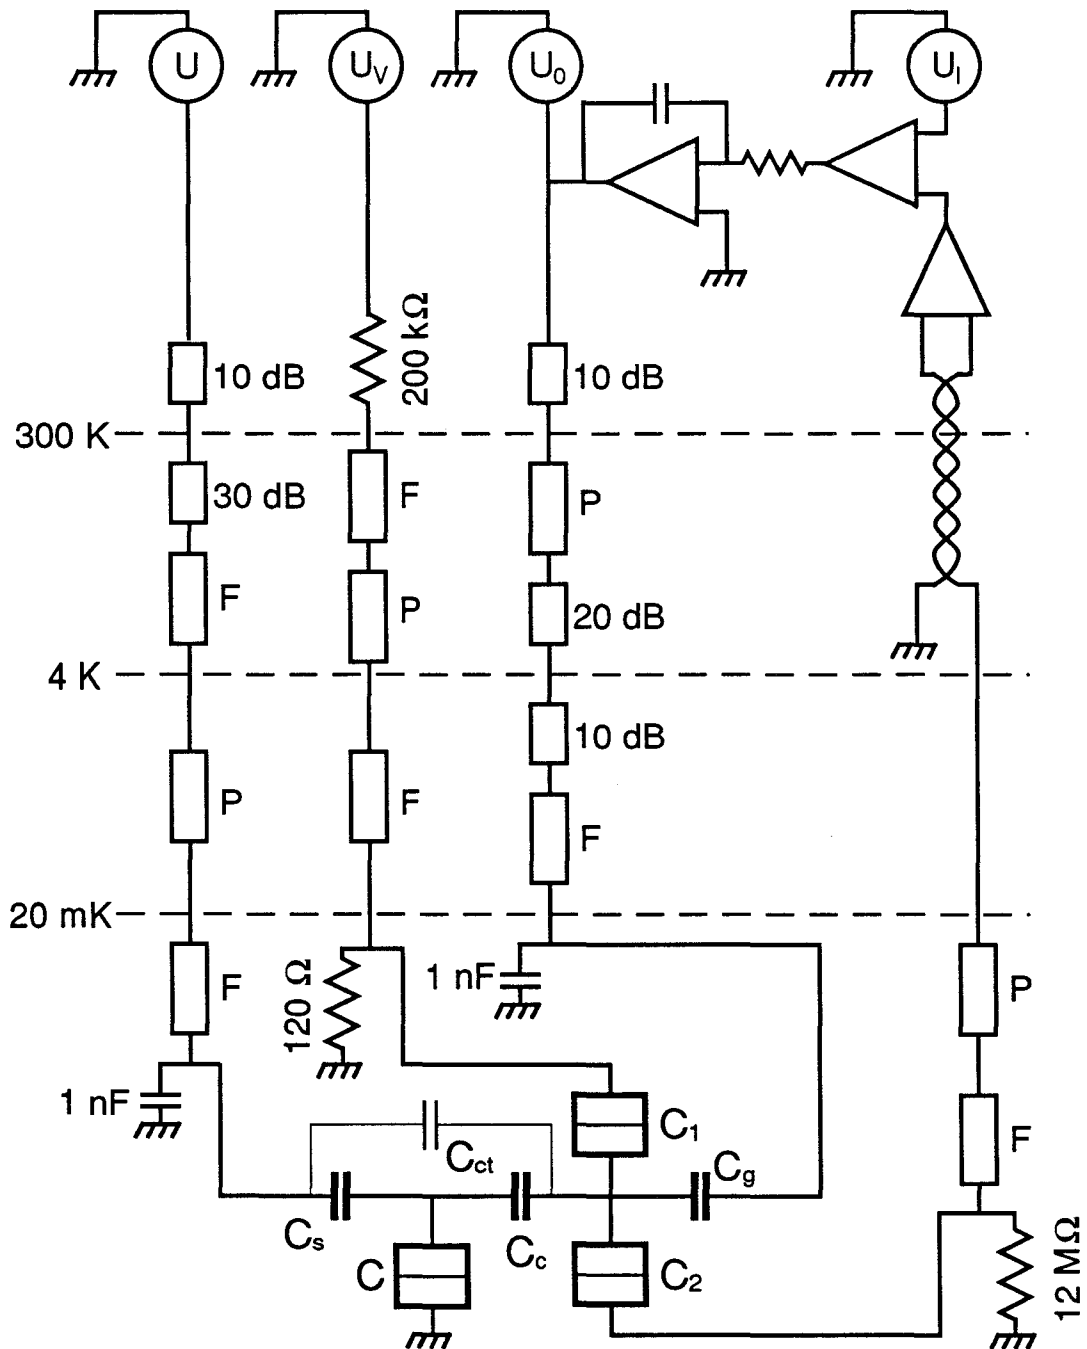 U
U_V
U_0
U_I
10 dB
200 kΩ
10 dB
300 K
30 dB
F
P
F
P
20 dB
4 K
10 dB
P
F
F
20 mK
F
120 Ω
1 nF
P
1 nF
C_1
F
C_ct
C_g
C_s
C_c
C
C_2
12 MΩ